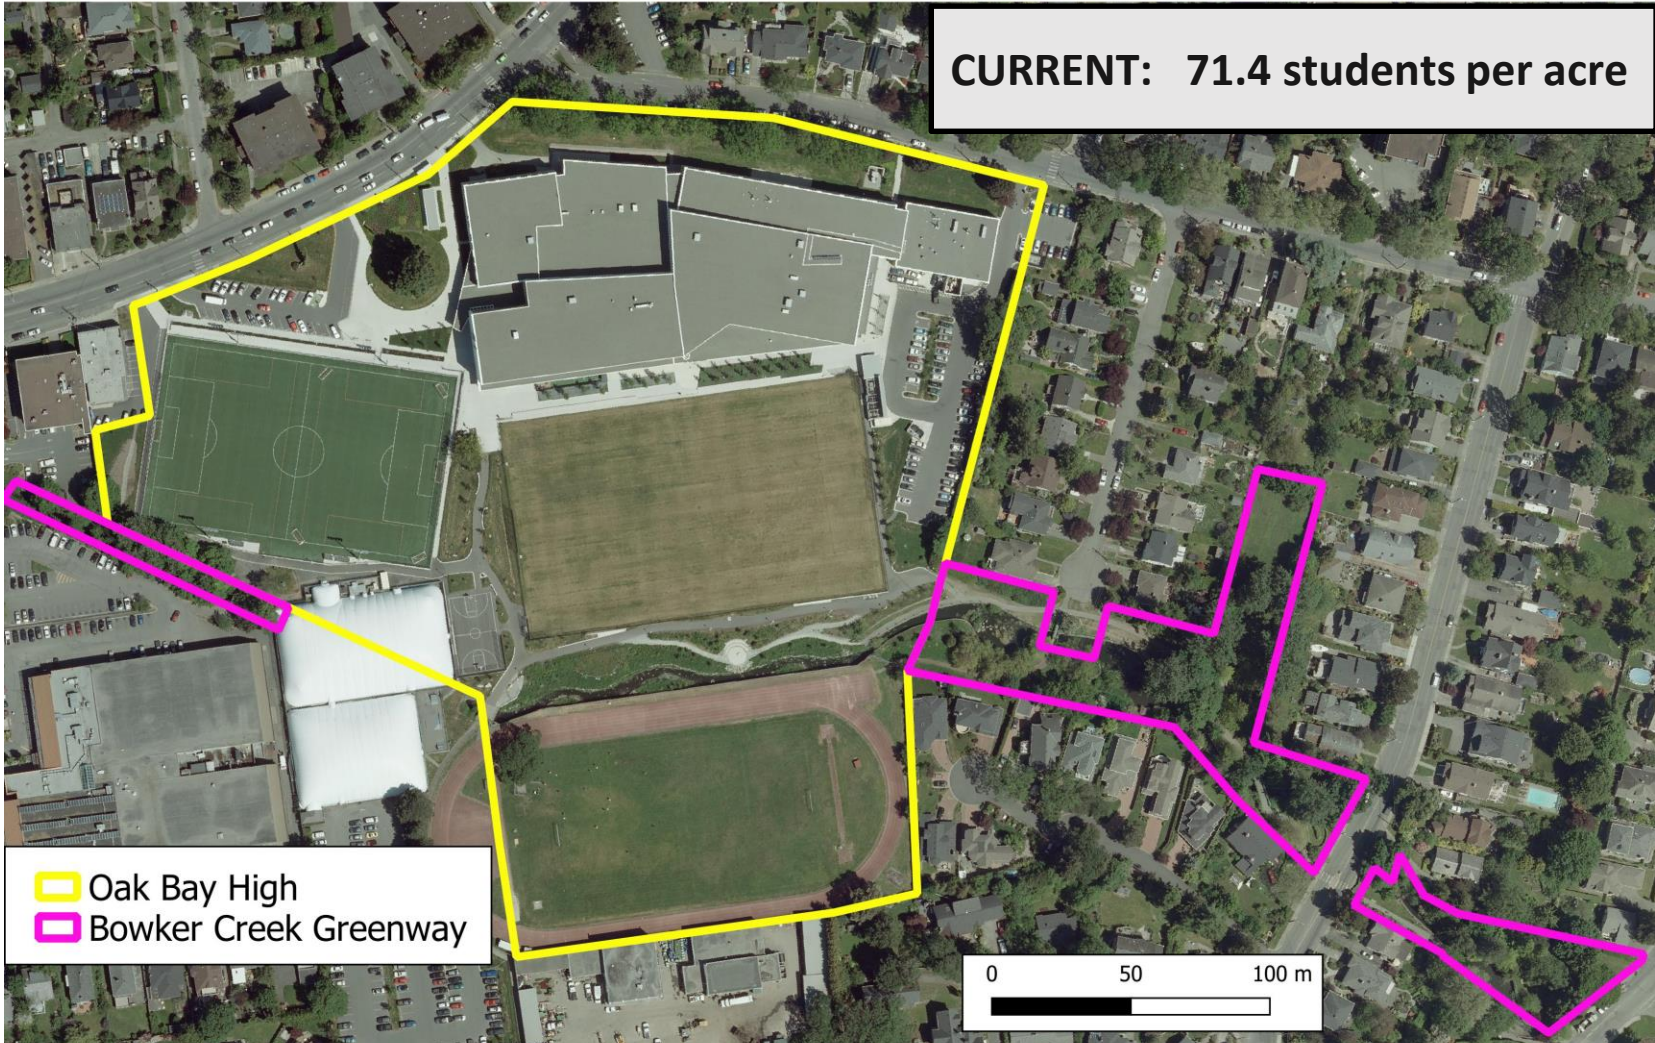 CURRENT: 71.4 students per acre
Oak Bay High
Bowker Creek Greenway
0 50 100 m